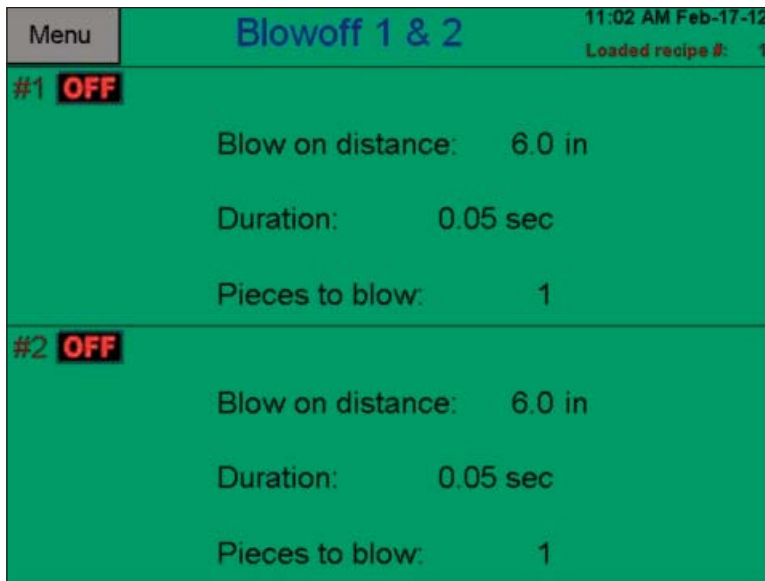 Menu
Blowoff 1 & 2
11:02 AM Feb-17-12
Loaded recipe #: 1
#1 OFF
Blow on distance: 6.0 in
Duration: 0.05 sec
Pieces to blow: 1
#2 OFF
Blow on distance: 6.0 in
Duration: 0.05 sec
Pieces to blow: 1